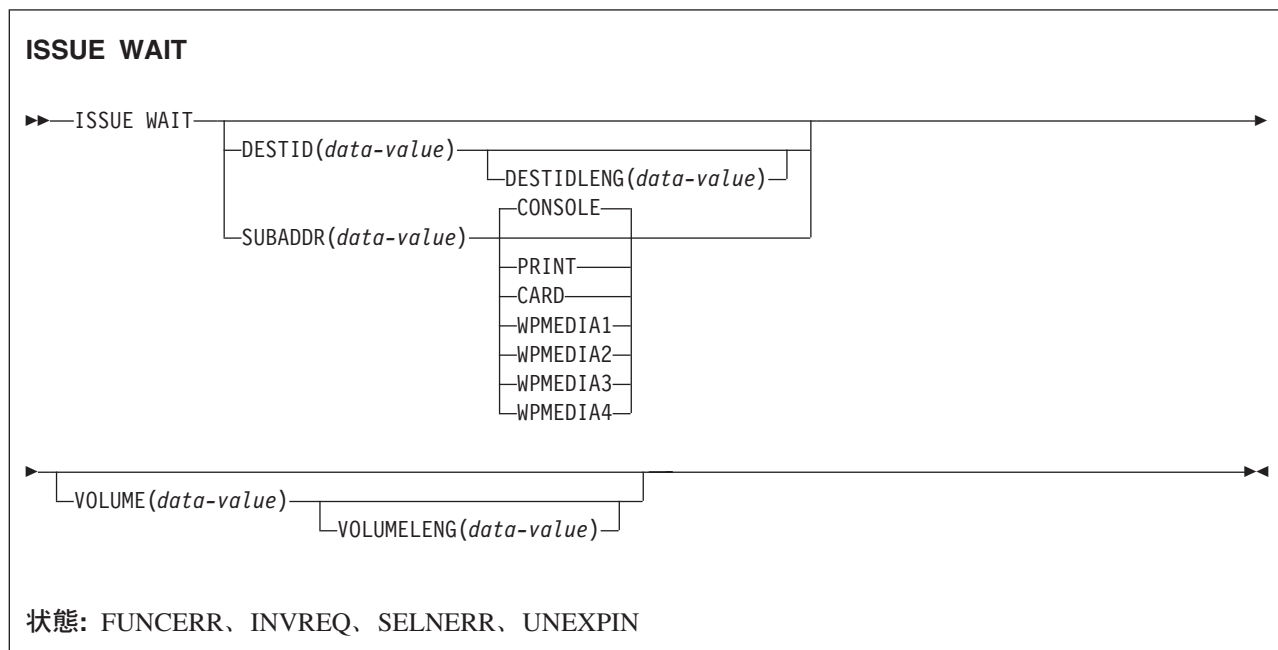 ISSUE WAIT
ISSUE WAIT
DESTID(data-value)
DESTIDLENG(data-value)
CONSOLE
SUBADDR(data-value)
PRINT
CARD
WPMEDIA1
WPMEDIA2
WPMEDIA3
WPMEDIA4
VOLUME(data-value)
VOLUMELENG(data-value)
状態: FUNCERR、INVREQ、SELNERR、UNEXPIN